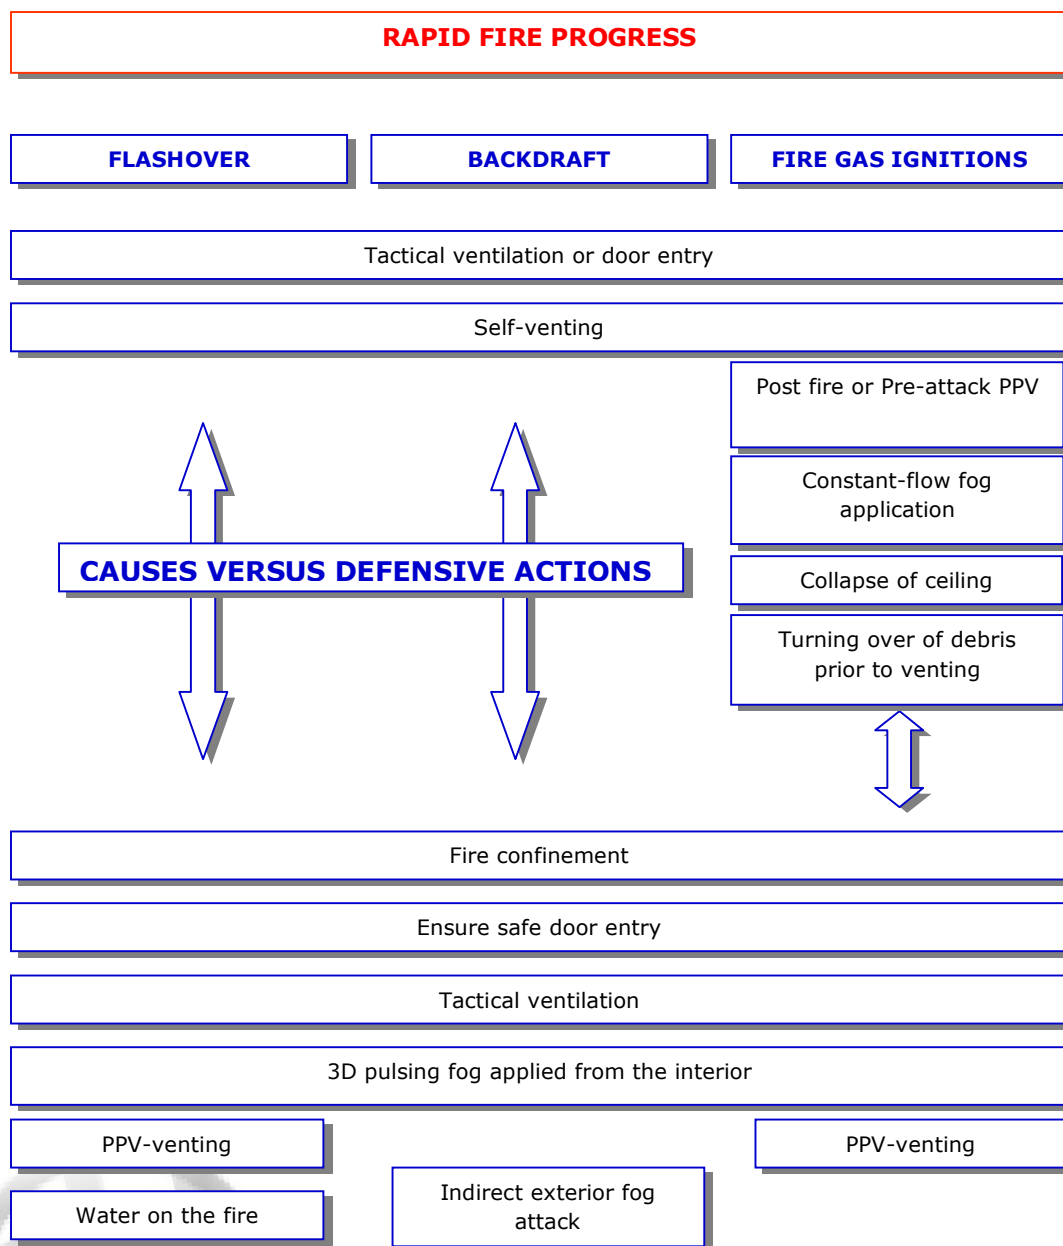 RAPID FIRE PROGRESS
FLASHOVER
BACKDRAFT
FIRE GAS IGNITIONS
Tactical ventilation or door entry
Self-venting
Post fire or Pre-attack PPV
Constant-flow fog
application
CAUSES VERSUS DEFENSIVE ACTIONS
Collapse of ceiling
Turning over of debris
prior to venting
Fire confinement
Ensure safe door entry
Tactical ventilation
3D pulsing fog applied from the interior
PPV-venting
PPV-venting
Indirect exterior fog
attack
Water on the fire